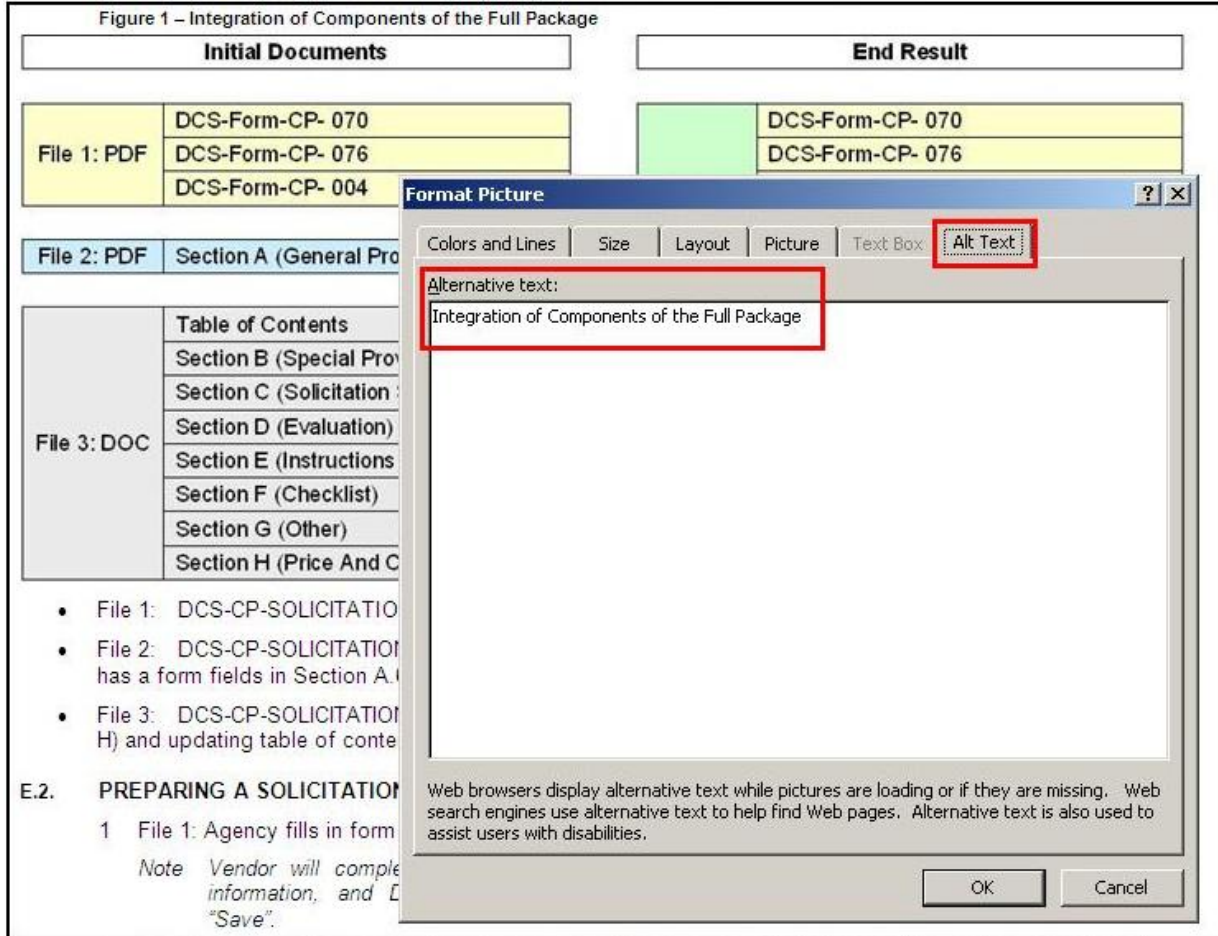 Figure 1 – Integration of Components of the Full Package
Initial Documents
End Result
File 1: PDF
DCS-Form-CP- 070
DCS-Form-CP- 076
DCS-Form-CP- 004
DCS-Form-CP- 070
DCS-Form-CP- 076
File 2: PDF
Section A (General Pro
File 3: DOC
Table of Contents
Section B (Special Pro
Section C (Solicitation
Section D (Evaluation)
Section E (Instructions
Section F (Checklist)
Section G (Other)
Section H (Price And C
• File 1: DCS-CP-SOLICITATIO
• File 2: DCS-CP-SOLICITATION
has a form fields in Section A.
• File 3: DCS-CP-SOLICITATION
H) and updating table of conte
E.2. PREPARING A SOLICITATION
1 File 1: Agency fills in form
Note Vendor will comple
information, and D
“Save”.
Format Picture
Colors and Lines
Size
Layout
Picture
Text Box
Alt Text
Alternative text:
Integration of Components of the Full Package
Web browsers display alternative text while pictures are loading or if they are missing. Web
search engines use alternative text to help find Web pages. Alternative text is also used to
assist users with disabilities.
OK
Cancel